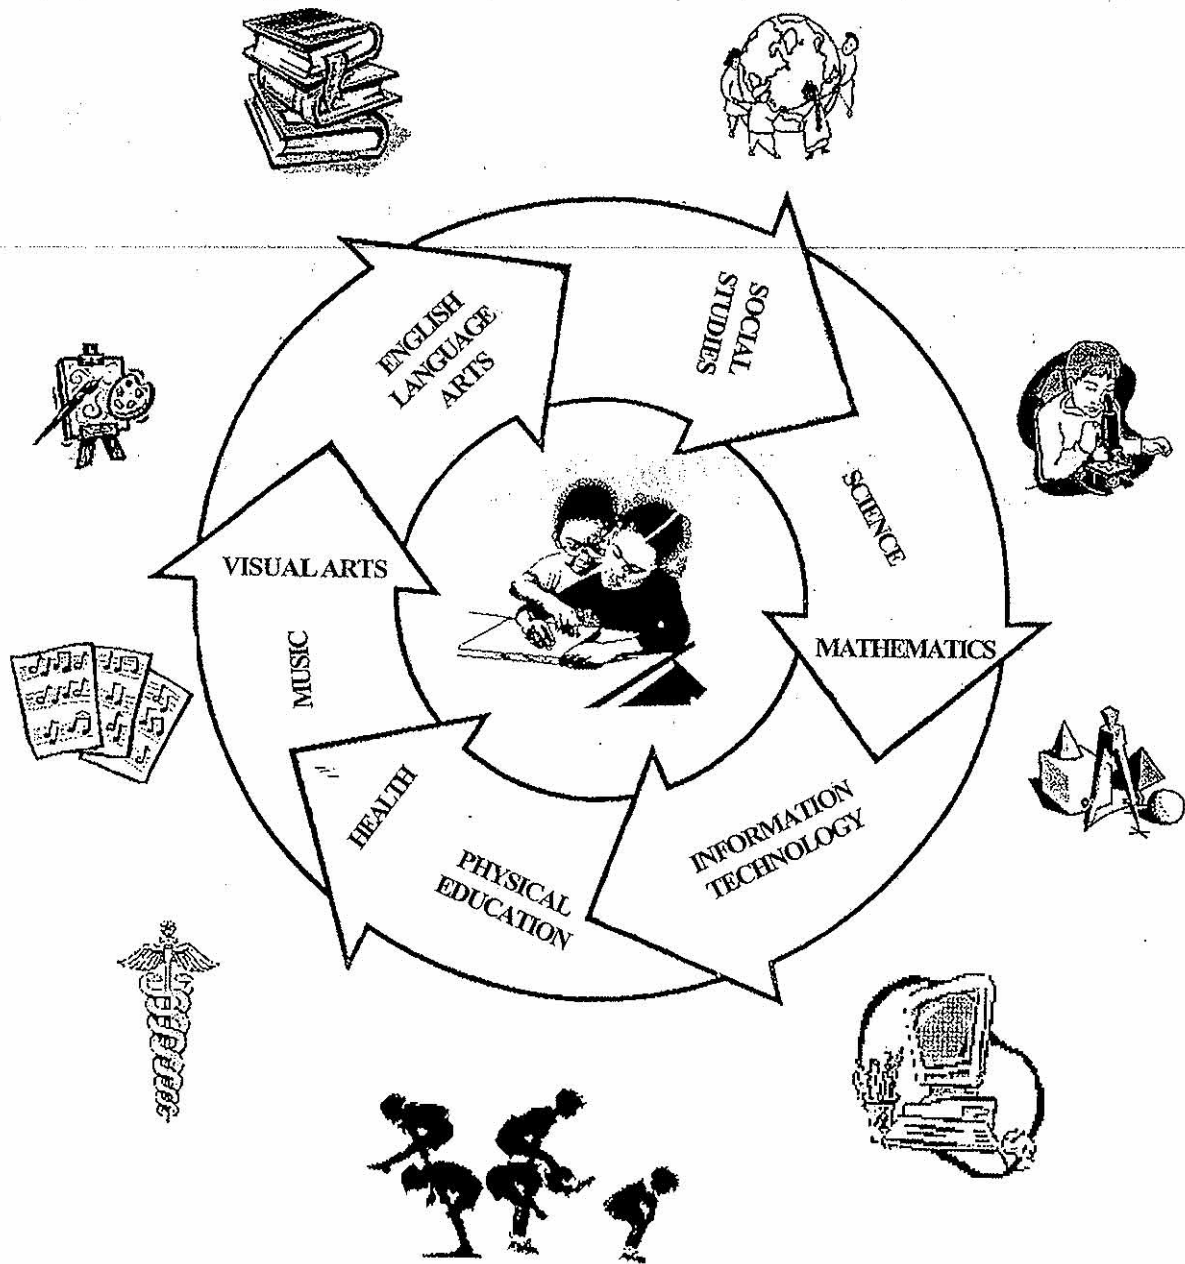 ENGLISH
LANGUAGE
ARTS
SOCIAL
STUDIES
SCIENCE
MATHEMATICS
INFORMATION
TECHNOLOGY
PHYSICAL
EDUCATION
HEALTH
MUSIC
VISUAL ARTS